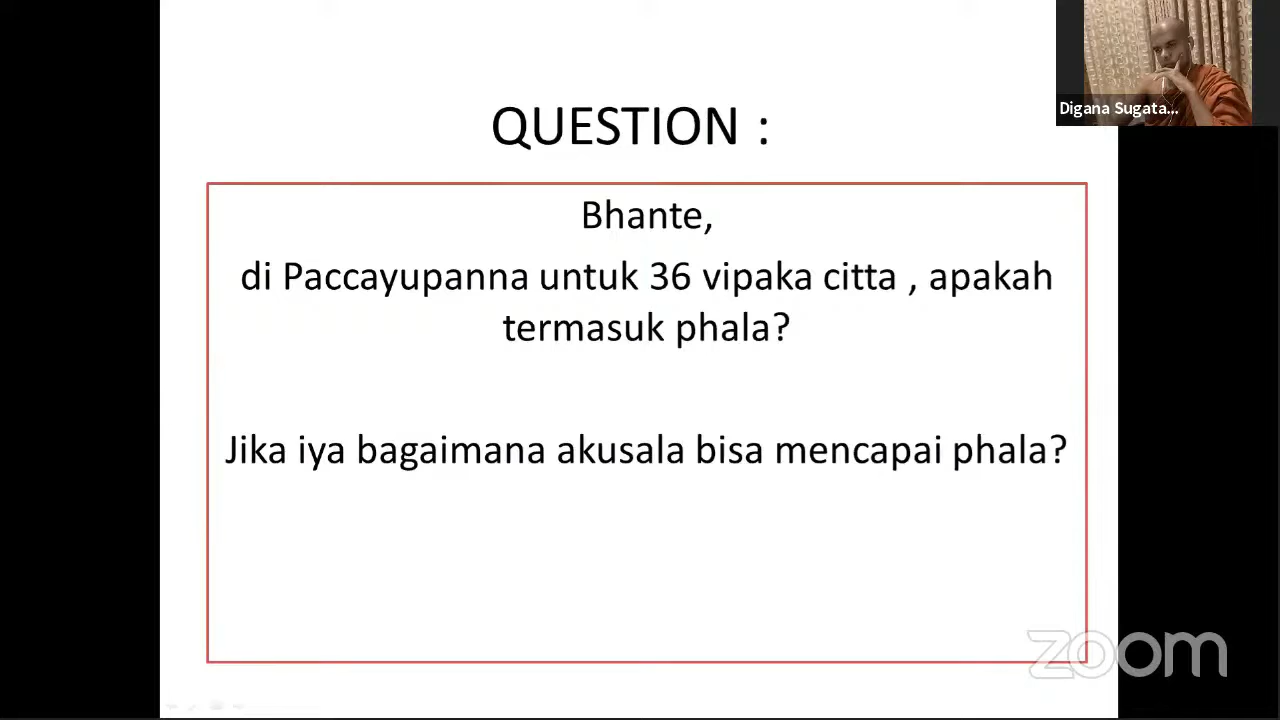 QUESTION :
Bhante,
di Paccayupanna untuk 36 vipaka citta , apakah
termasuk phala?
Jika iya bagaimana akusala bisa mencapai phala?
Digana Sugata...
zoom